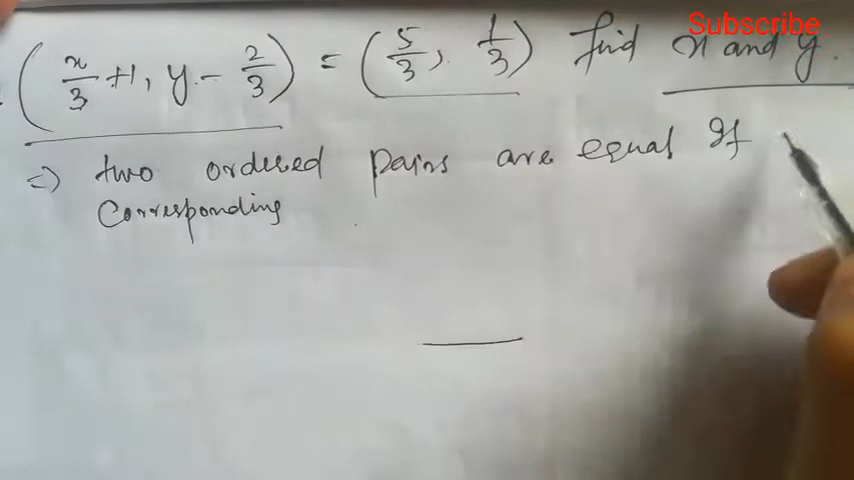 Subscribe
(x/3 + 1, y - 2/3) = (5/3, 1/3) find x and y.
=> two ordered pairs are equal If
Corresponding